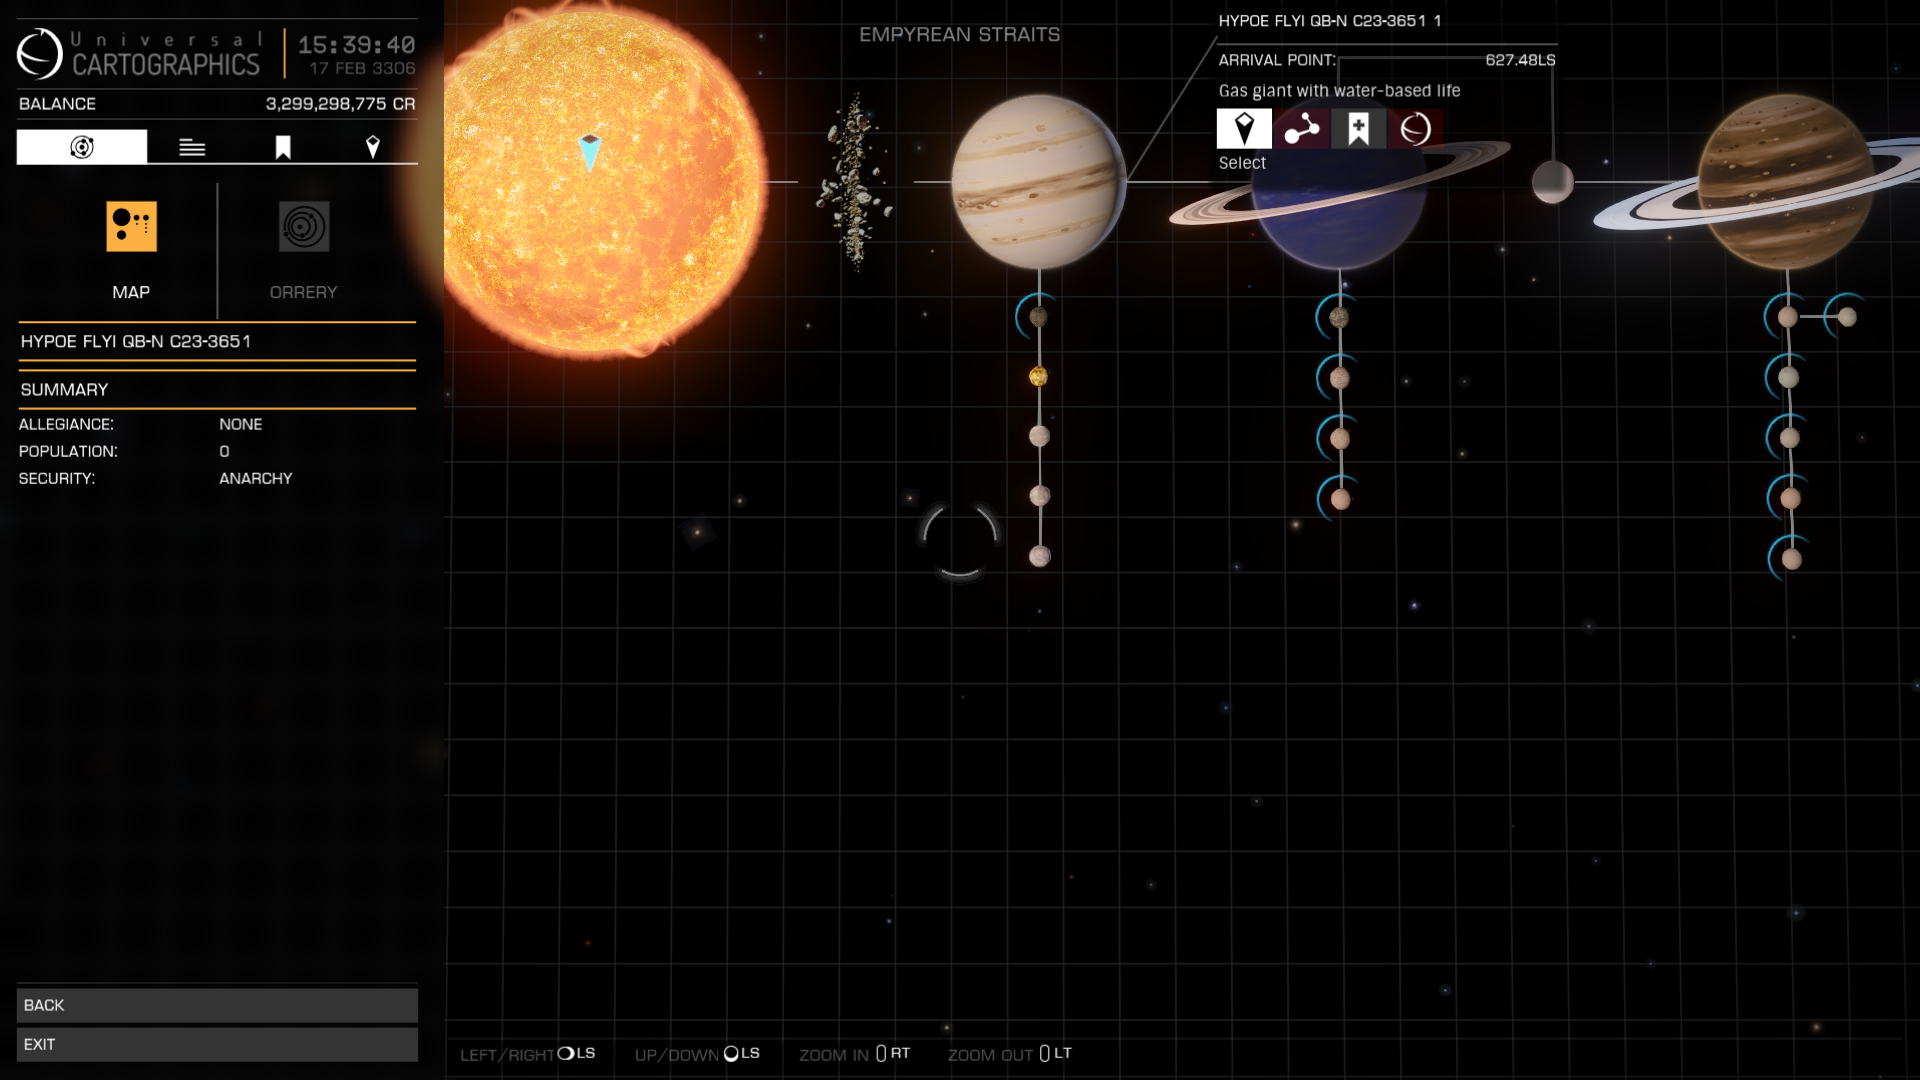 Universal
CARTOGRAPHICS
15:39:40
17 FEB 3306
BALANCE 3,299,298,775 CR
MAP
ORRERY
HYPOE FLYI QB-N C23-3651
SUMMARY
ALLEGIANCE: NONE
POPULATION: 0
SECURITY: ANARCHY
BACK
EXIT
EMPYREAN STRAITS
HYPOE FLYI QB-N C23-3651 1
ARRIVAL POINT: 627.48LS
Gas giant with water-based life
Select
LEFT/RIGHT LS UP/DOWN LS ZOOM IN RT ZOOM OUT LT